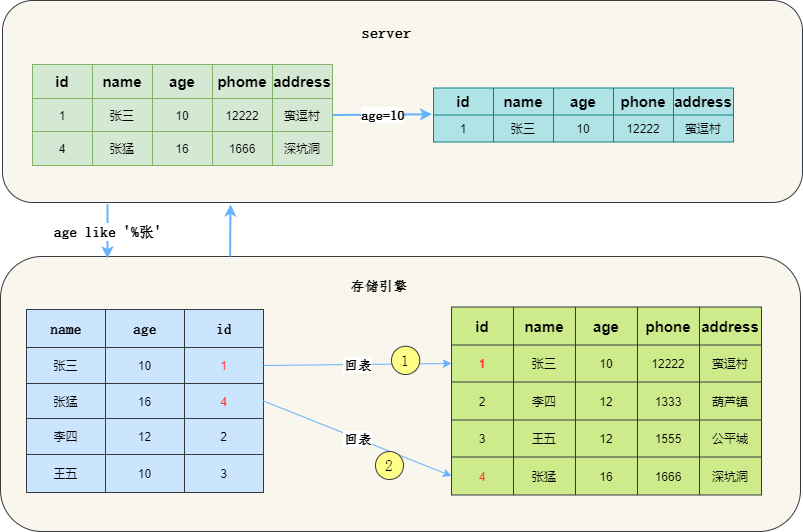 server
id name age phome address
1 张三 10 12222 蛮逗村
4 张猛 16 1666 深坑洞
age=10
id name age phone address
1 张三 10 12222 蛮逗村
age like '%张'
存储引擎
name age id
张三 10 1
张猛 16 4
李四 12 2
王五 10 3
回表 1
回表
2
id name age phone address
1 张三 10 12222 蛮逗村
2 李四 12 1333 葫芦镇
3 王五 12 1555 公平城
4 张猛 16 1666 深坑洞